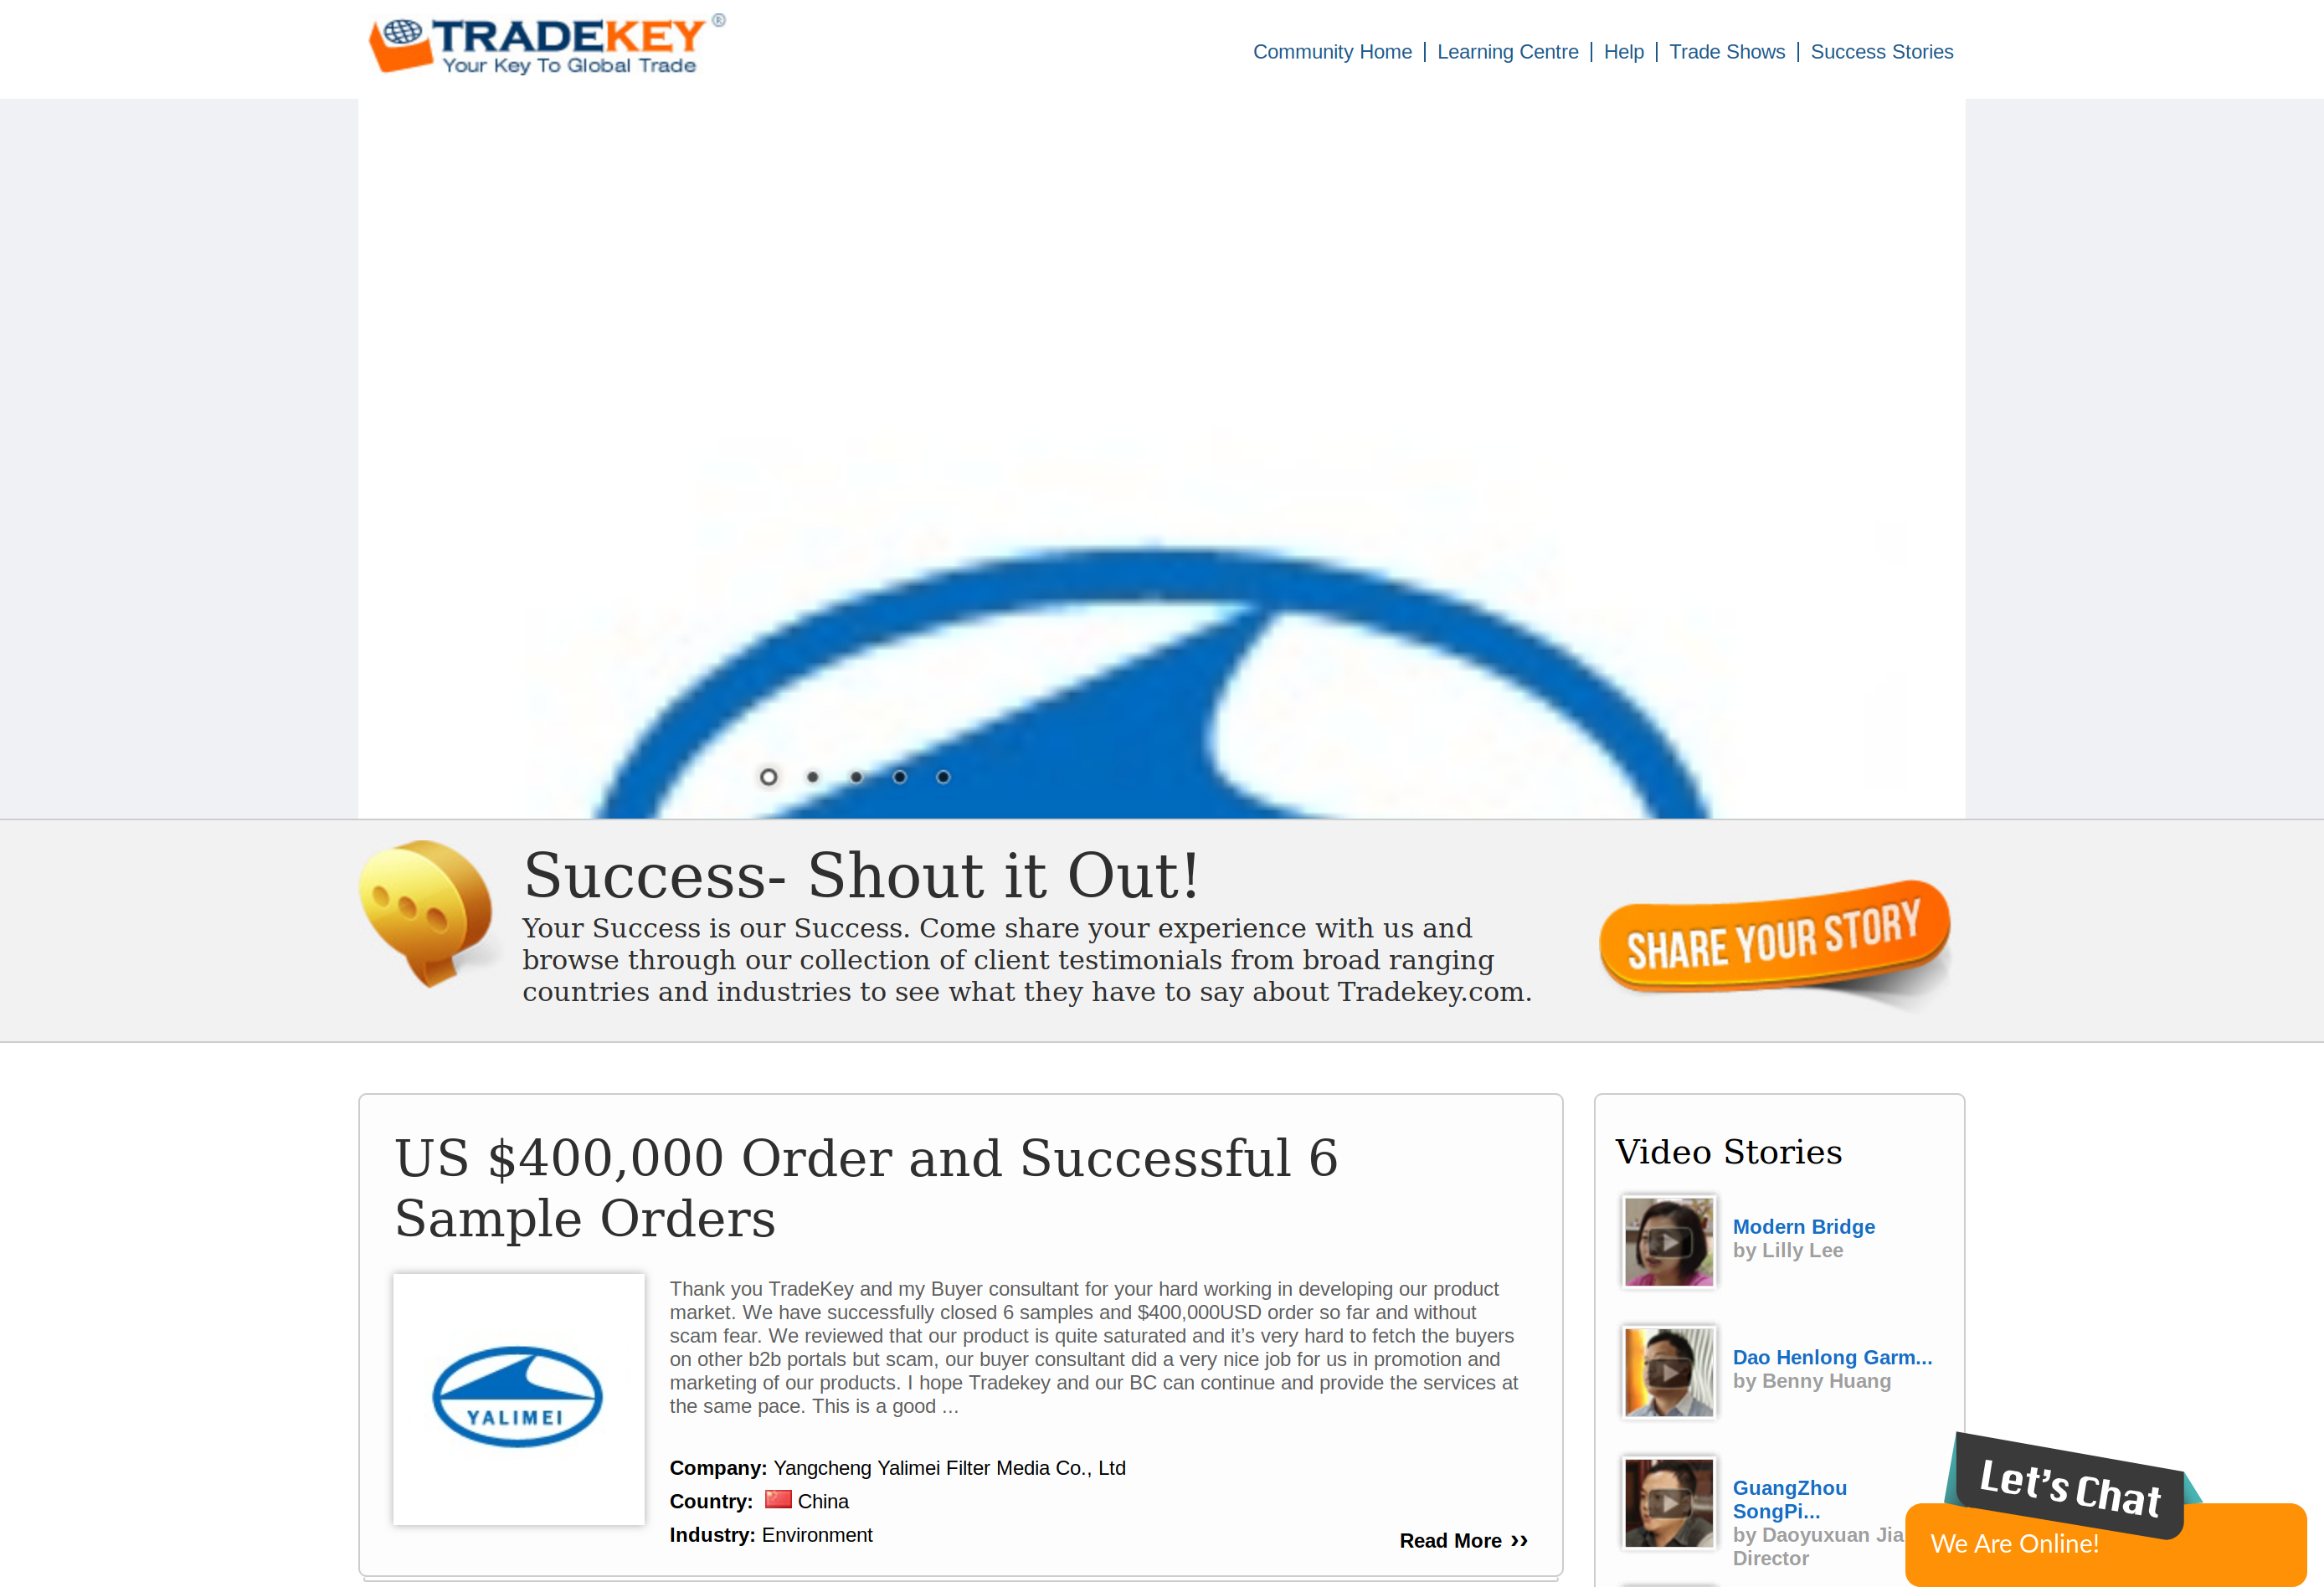 TRADEKEY®
Your Key To Global Trade
Community Home | Learning Centre | Help | Trade Shows | Success Stories
Success- Shout it Out!
Your Success is our Success. Come share your experience with us and
browse through our collection of client testimonials from broad ranging
countries and industries to see what they have to say about Tradekey.com.
SHARE YOUR STORY
US $400,000 Order and Successful 6
Sample Orders
YALIMEI
Thank you TradeKey and my Buyer consultant for your hard working in developing our product
market. We have successfully closed 6 samples and $400,000USD order so far and without
scam fear. We reviewed that our product is quite saturated and it’s very hard to fetch the buyers
on other b2b portals but scam, our buyer consultant did a very nice job for us in promotion and
marketing of our products. I hope Tradekey and our BC can continue and provide the services at
the same pace. This is a good ...
Company: Yangcheng Yalimei Filter Media Co., Ltd
Country: China
Industry: Environment
Read More ››
Video Stories
Modern Bridge
by Lilly Lee
Dao Henlong Garm...
by Benny Huang
GuangZhou
SongPi...
by Daoyuxuan Jia
Director
Let's Chat
We Are Online!